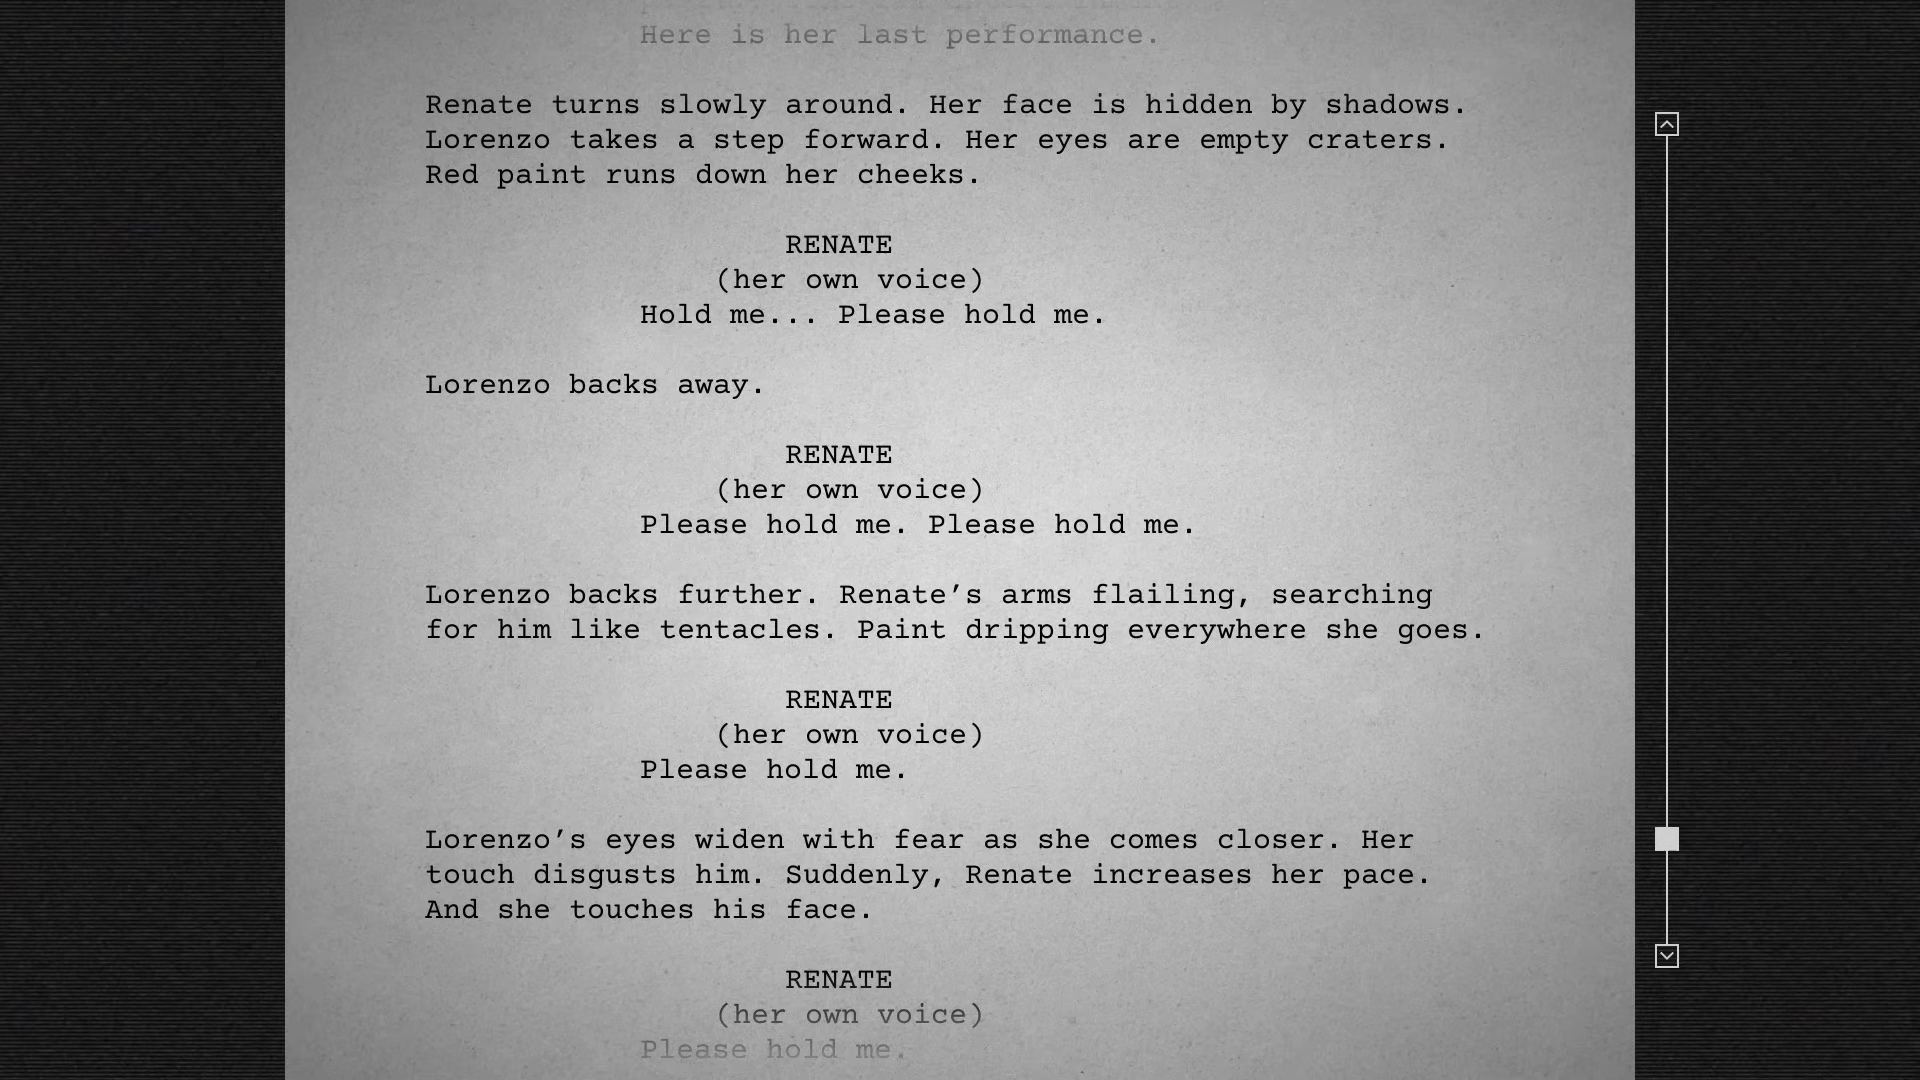 Here is her last performance.
Renate turns slowly around. Her face is hidden by shadows.
Lorenzo takes a step forward. Her eyes are empty craters.
Red paint runs down her cheeks.
RENATE
(her own voice)
Hold me... Please hold me.
Lorenzo backs away.
RENATE
(her own voice)
Please hold me. Please hold me.
Lorenzo backs further. Renate’s arms flailing, searching
for him like tentacles. Paint dripping everywhere she goes.
RENATE
(her own voice)
Please hold me.
Lorenzo’s eyes widen with fear as she comes closer. Her
touch disgusts him. Suddenly, Renate increases her pace.
And she touches his face.
RENATE
(her own voice)
Please hold me.